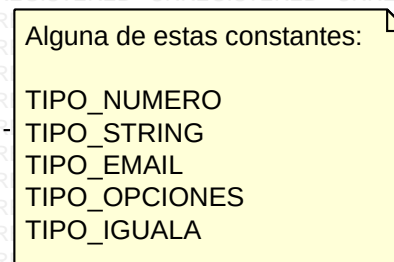 Alguna de estas constantes:
TIPO_NUMERO
TIPO_STRING
TIPO_EMAIL
TIPO_OPCIONES
TIPO_IGUALA